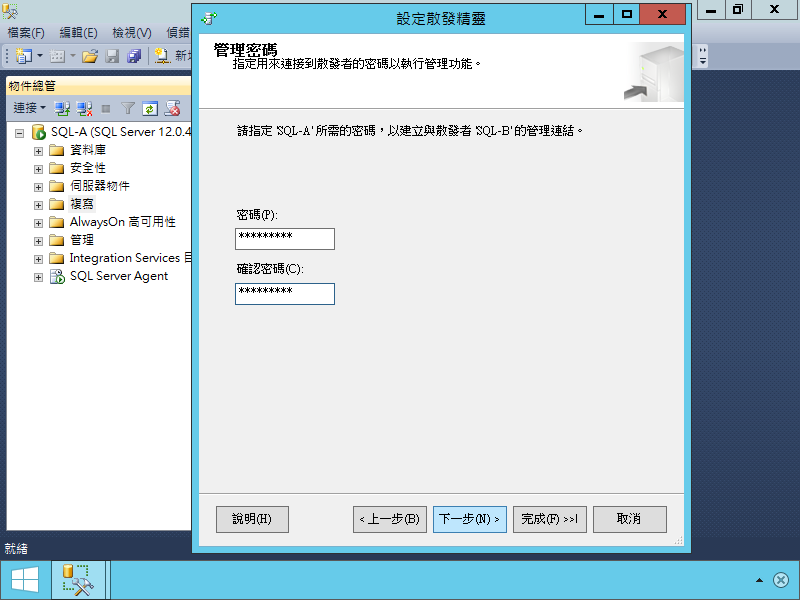 設定散發精靈
檔案(F) 編輯(E) 檢視(V) 偵錯
新
物件總管
連接
SQL-A (SQL Server 12.0.4
資料庫
安全性
伺服器物件
複寫
AlwaysOn 高可用性
管理
Integration Services 目
SQL Server Agent
管理密碼
指定用來連接到散發者的密碼以執行管理功能。
請指定 'SQL-A' 所需的密碼，以建立與散發者 'SQL-B' 的管理連結。
密碼(P):
*********
確認密碼(C):
*********
說明(H)
< 上一步(B)
下一步(N) >
完成(F) >>|
取消
就緒